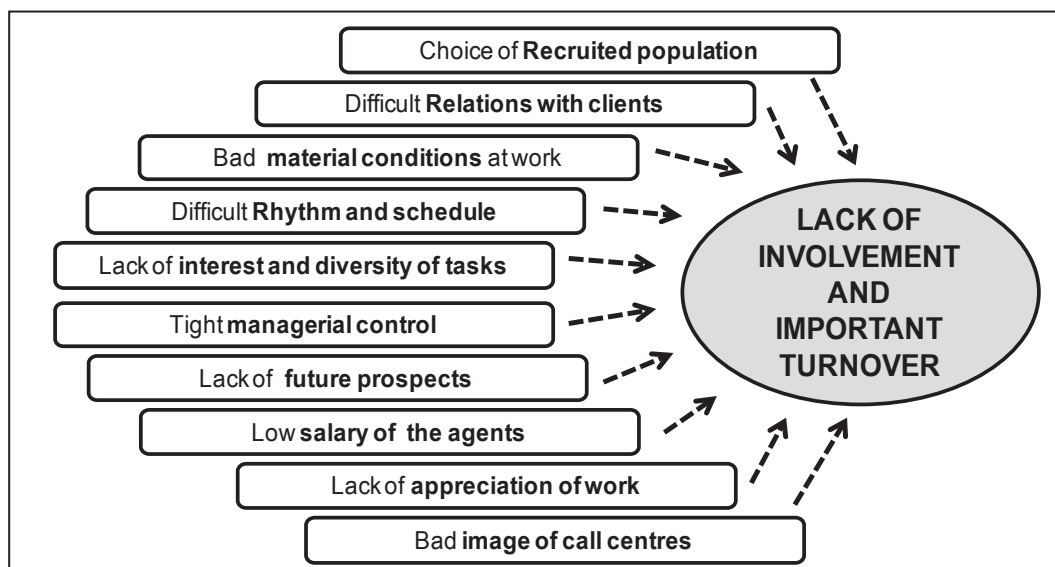 Choice of Recruited population
Difficult Relations with clients
Bad material conditions at work
Difficult Rhythm and schedule
Lack of interest and diversity of tasks
Tight managerial control
Lack of future prospects
Low salary of the agents
Lack of appreciation of work
Bad image of call centres
LACK OF
INVOLVEMENT
AND
IMPORTANT
TURNOVER